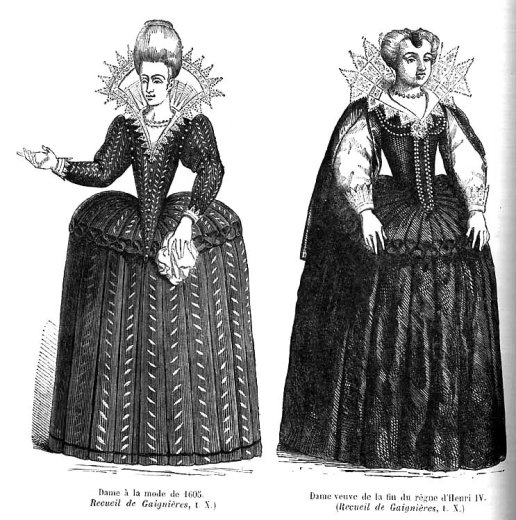 Dame à la mode de 1605.
Recueil de Gaignières, t. X.)
Dame veuve de la fin du règne d'Henri IV.
(Recueil de Gaignières, t. X.)